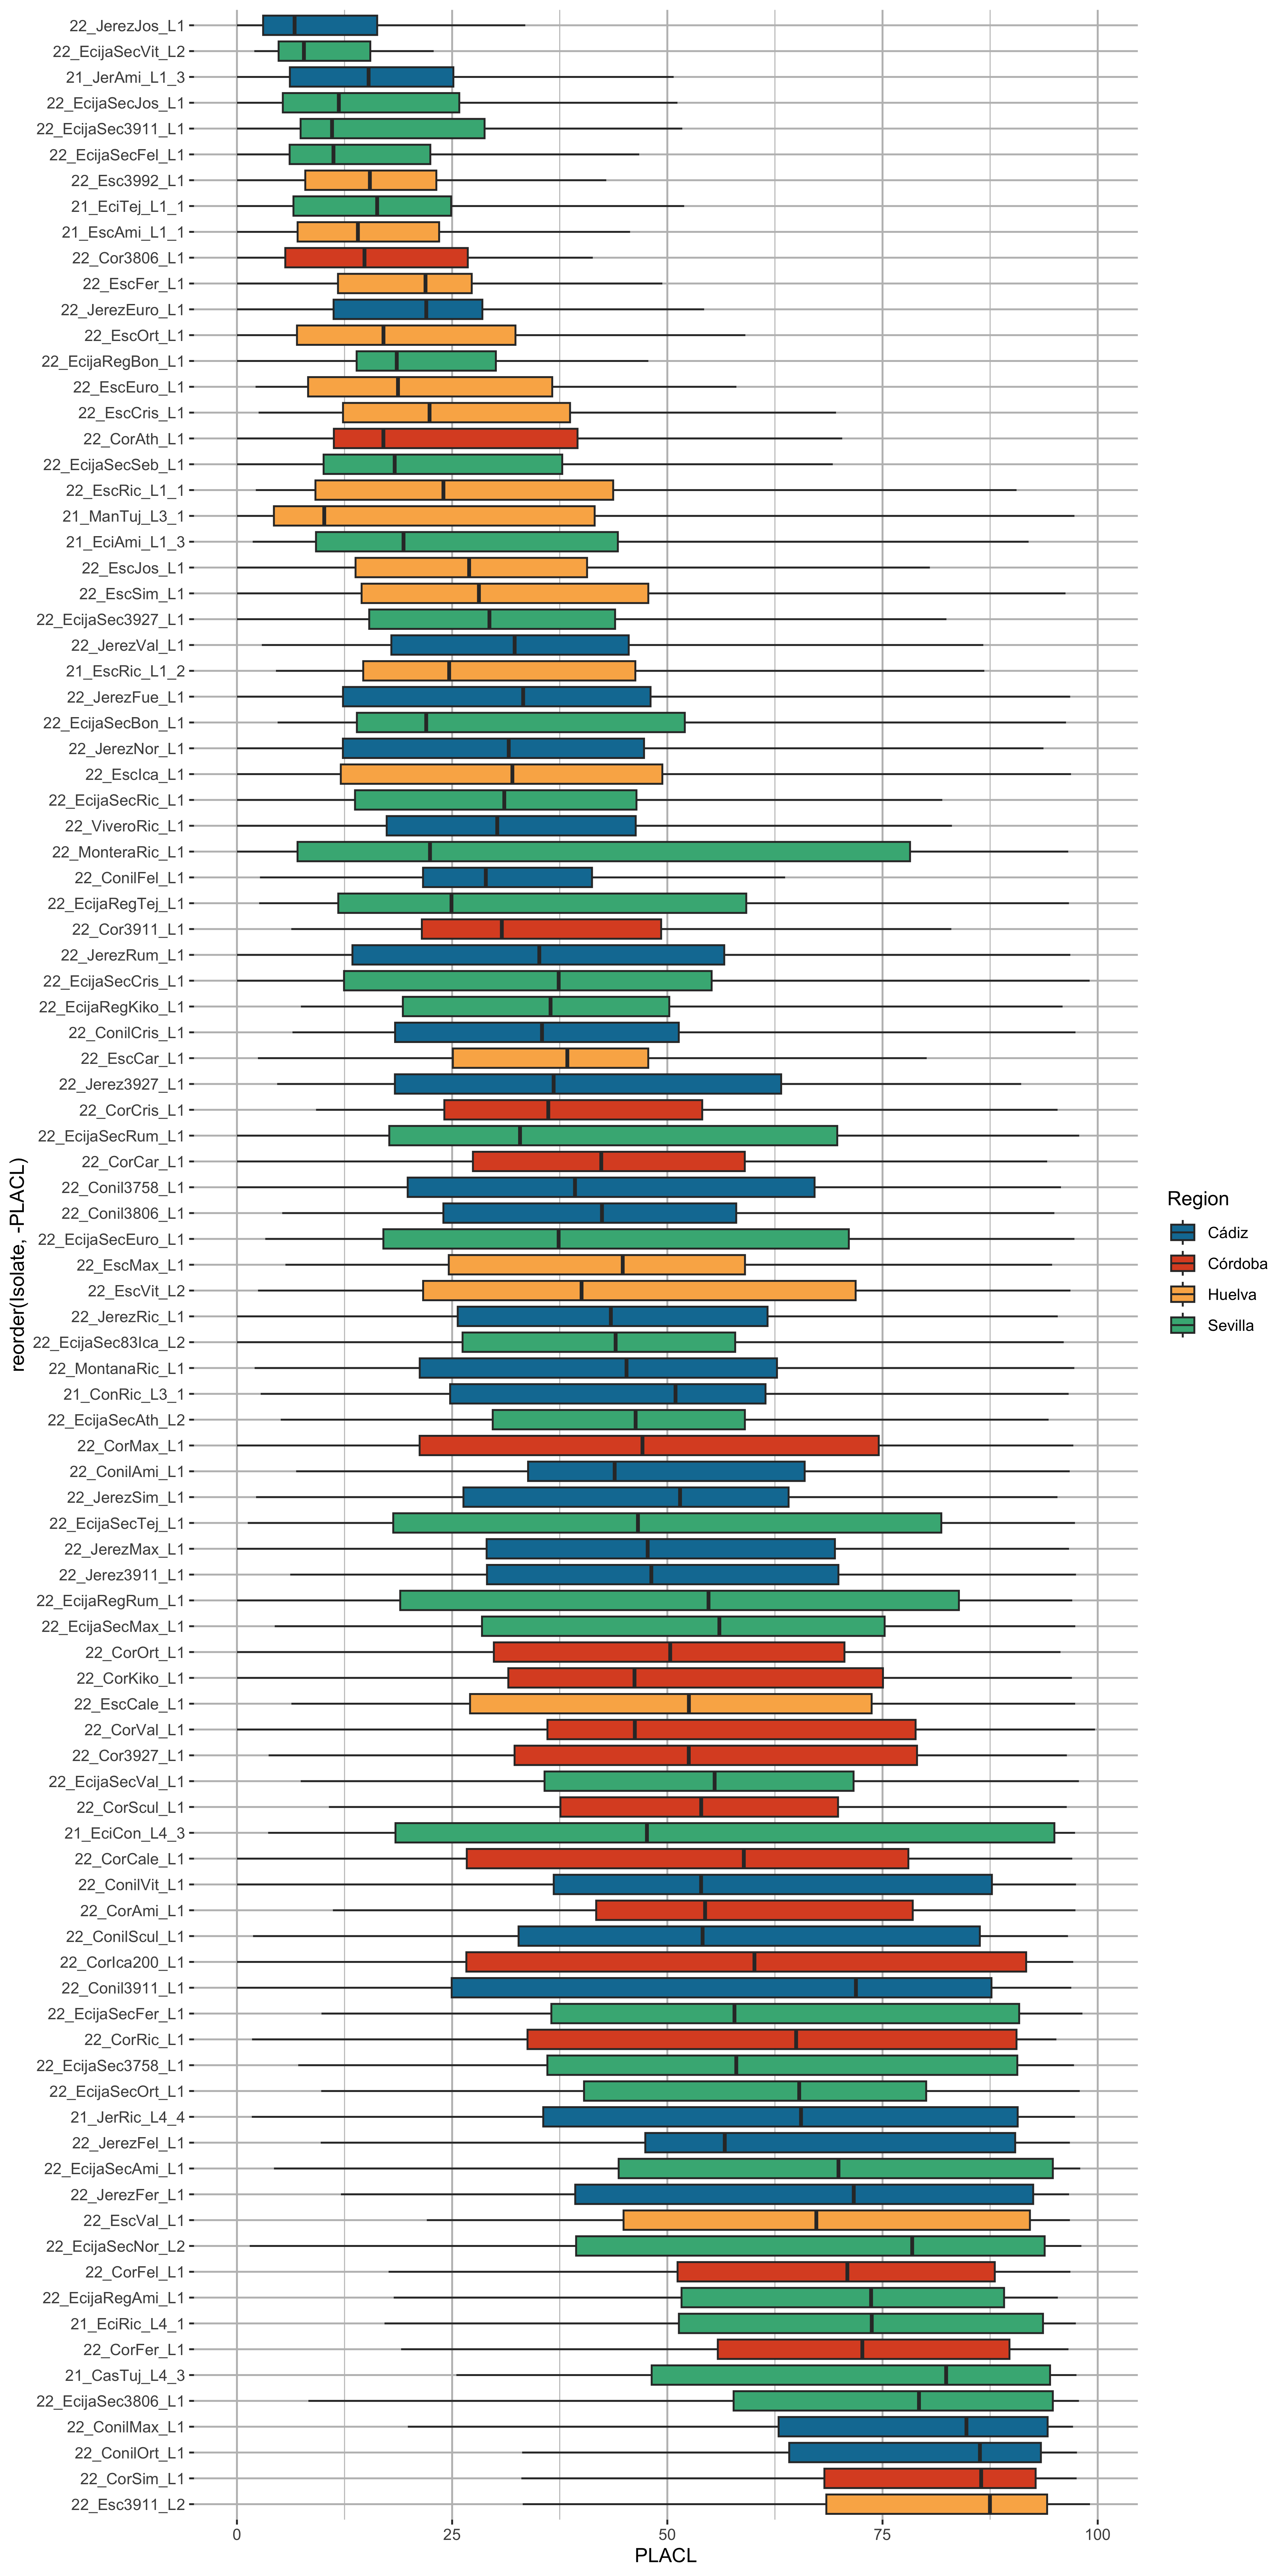 22_JerezJos_L1
22_EcijaSecVit_L2
21_JerAmi_L1_3
22_EcijaSecJos_L1
22_EcijaSec3911_L1
22_EcijaSecFel_L1
22_Esc3992_L1
21_EciTej_L1_1
21_EscAmi_L1_1
22_Cor3806_L1
22_EscFer_L1
22_JerezEuro_L1
22_EscOrt_L1
22_EcijaRegBon_L1
22_EscEuro_L1
22_EscCris_L1
22_CorAth_L1
22_EcijaSecSeb_L1
22_EscRic_L1_1
21_ManTuj_L3_1
21_EciAmi_L1_3
22_EscJos_L1
22_EscSim_L1
22_EcijaSec3927_L1
22_JerezVal_L1
21_EscRic_L1_2
22_JerezFue_L1
22_EcijaSecBon_L1
22_JerezNor_L1
22_EscIca_L1
22_EcijaSecRic_L1
22_ViveroRic_L1
22_MonteraRic_L1
22_ConilFel_L1
22_EcijaRegTej_L1
22_Cor3911_L1
22_JerezRum_L1
22_EcijaSecCris_L1
22_EcijaRegKiko_L1
22_ConilCris_L1
22_EscCar_L1
22_Jerez3927_L1
22_CorCris_L1
22_EcijaSecRum_L1
22_CorCar_L1
22_Conil3758_L1
22_Conil3806_L1
22_EcijaSecEuro_L1
22_EscMax_L1
22_EscVit_L2
22_JerezRic_L1
22_EcijaSec83Ica_L2
22_MontanaRic_L1
21_ConRic_L3_1
22_EcijaSecAth_L2
22_CorMax_L1
22_ConilAmi_L1
22_JerezSim_L1
22_EcijaSecTej_L1
22_JerezMax_L1
22_Jerez3911_L1
22_EcijaRegRum_L1
22_EcijaSecMax_L1
22_CorOrt_L1
22_CorKiko_L1
22_EscCale_L1
22_CorVal_L1
22_Cor3927_L1
22_EcijaSecVal_L1
22_CorScul_L1
21_EciCon_L4_3
22_CorCale_L1
22_ConilVit_L1
22_CorAmi_L1
22_ConilScul_L1
22_CorIca200_L1
22_Conil3911_L1
22_EcijaSecFer_L1
22_CorRic_L1
22_EcijaSec3758_L1
22_EcijaSecOrt_L1
21_JerRic_L4_4
22_JerezFel_L1
22_EcijaSecAmi_L1
22_JerezFer_L1
22_EscVal_L1
22_EcijaSecNor_L2
22_CorFel_L1
22_EcijaRegAmi_L1
21_EciRic_L4_1
22_CorFer_L1
21_CasTuj_L4_3
22_EcijaSec3806_L1
22_ConilMax_L1
22_ConilOrt_L1
22_CorSim_L1
22_Esc3911_L2
0 25 50 75 100
PLACL
reorder(Isolate, -PLACL)
Region
Cádiz
Córdoba
Huelva
Sevilla